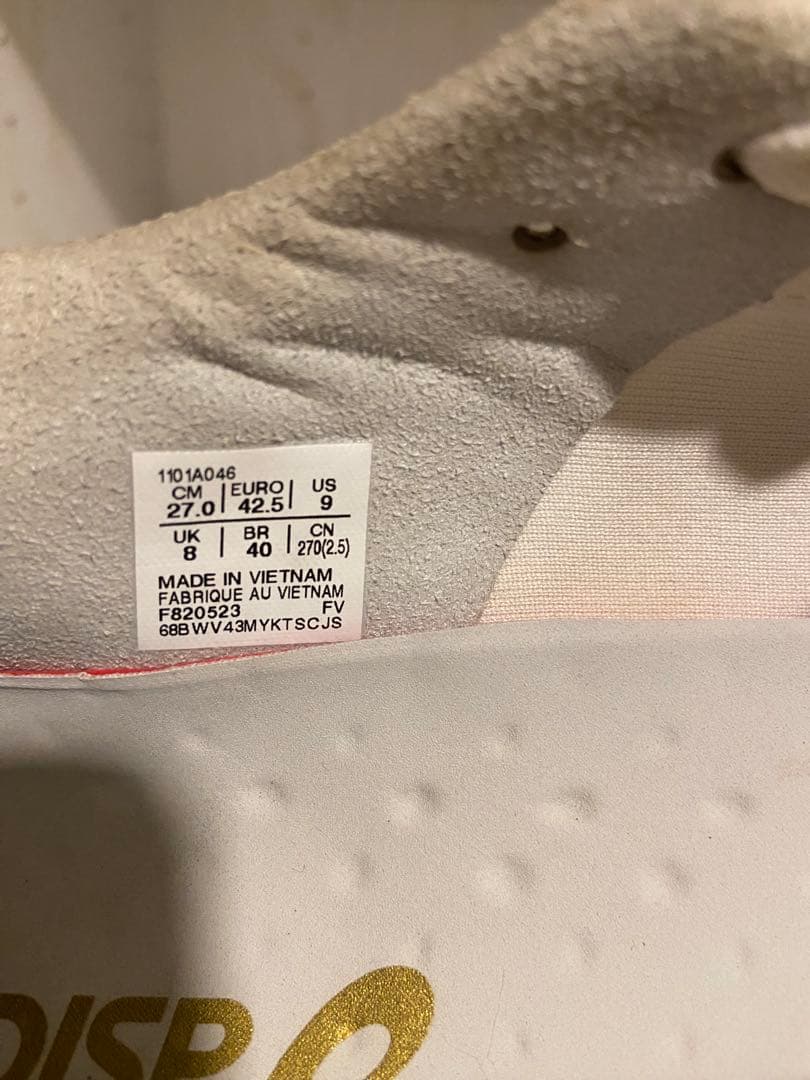 1101A046
CM | EURO | US
27.0 | 42.5 | 9
UK | BR | CN
8 | 40 | 270(2.5)
MADE IN VIETNAM
FABRIQUE AU VIETNAM
F820523 FV
68BWV43MYKTSCJS